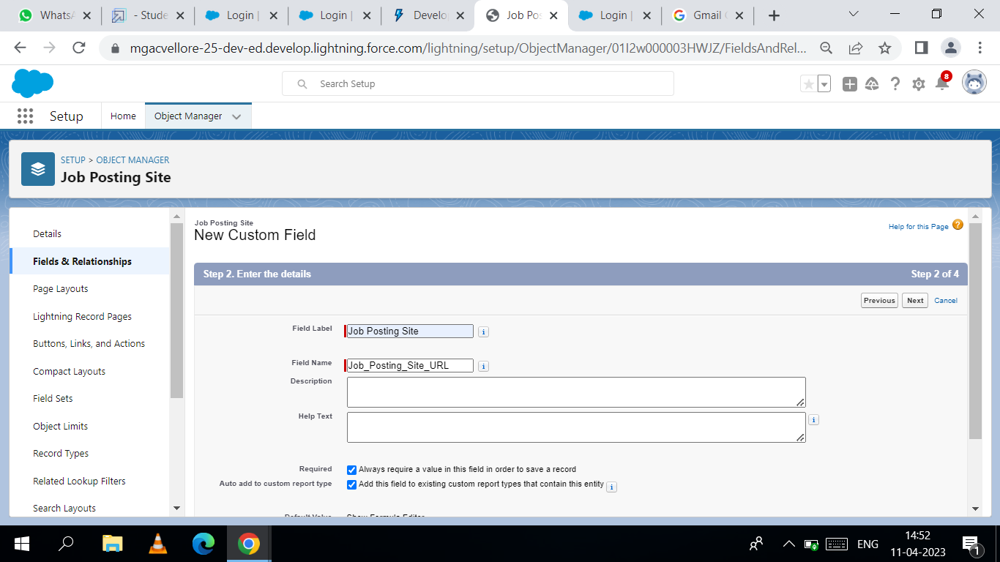 WhatsA
- Stude
Login |
Login |
Develo
Job Pos
Login |
Gmail
mgacvellore-25-dev-ed.develop.lightning.force.com/lightning/setup/ObjectManager/01I2w000003HWJZ/FieldsAndRel...
Search Setup
8
Setup
Home
Object Manager
SETUP > OBJECT MANAGER
Job Posting Site
Details
Fields & Relationships
Page Layouts
Lightning Record Pages
Buttons, Links, and Actions
Compact Layouts
Field Sets
Object Limits
Record Types
Related Lookup Filters
Search Layouts
Job Posting Site
New Custom Field
Help for this Page ?
Step 2. Enter the details
Step 2 of 4
Previous
Next
Cancel
Field Label
Job Posting Site
i
Field Name
Job_Posting_Site_URL
i
Description
Help Text
i
Required
Always require a value in this field in order to save a record
Auto add to custom report type
Add this field to existing custom report types that contain this entity
i
Default Value
Show Formula Editor
ENG
14:52
11-04-2023
1